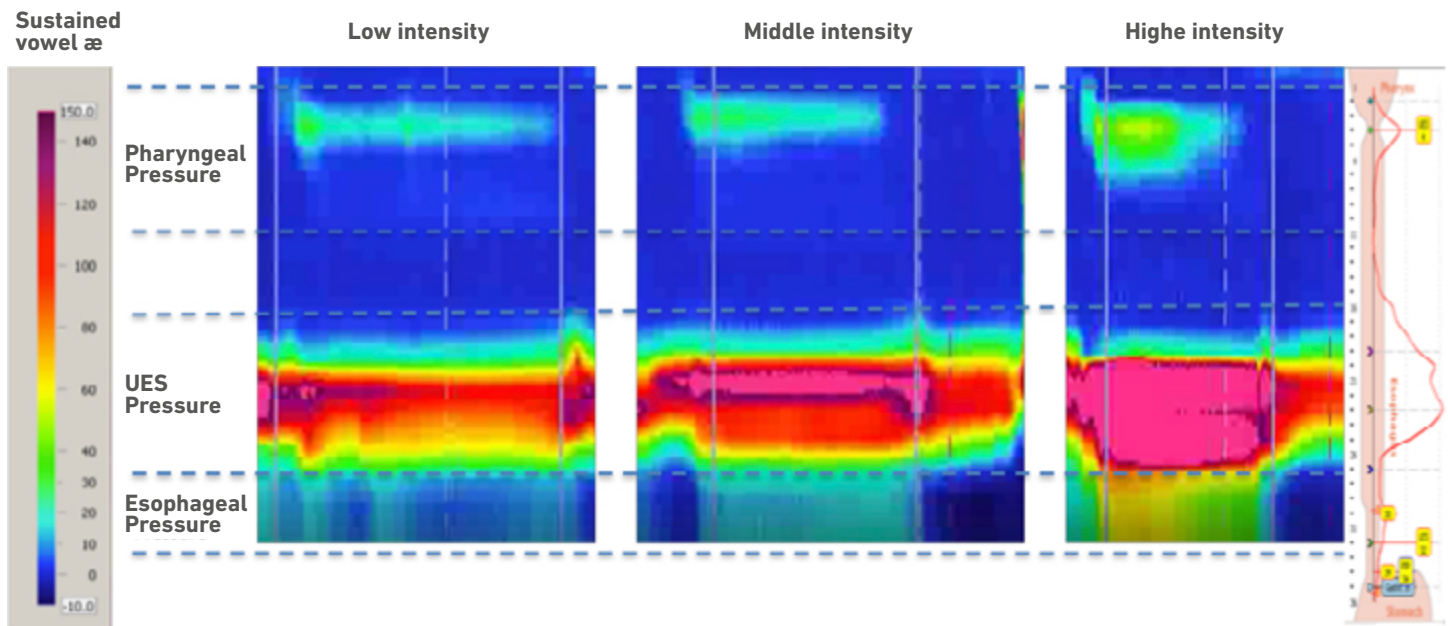 Sustained
vowel æ
Low intensity
Middle intensity
Highe intensity
150.0
140
120
100
80
60
40
30
20
10
0
-10.0
Pharyngeal
Pressure
UES
Pressure
Esophageal
Pressure
Pharynx
Esophagus
Stomach